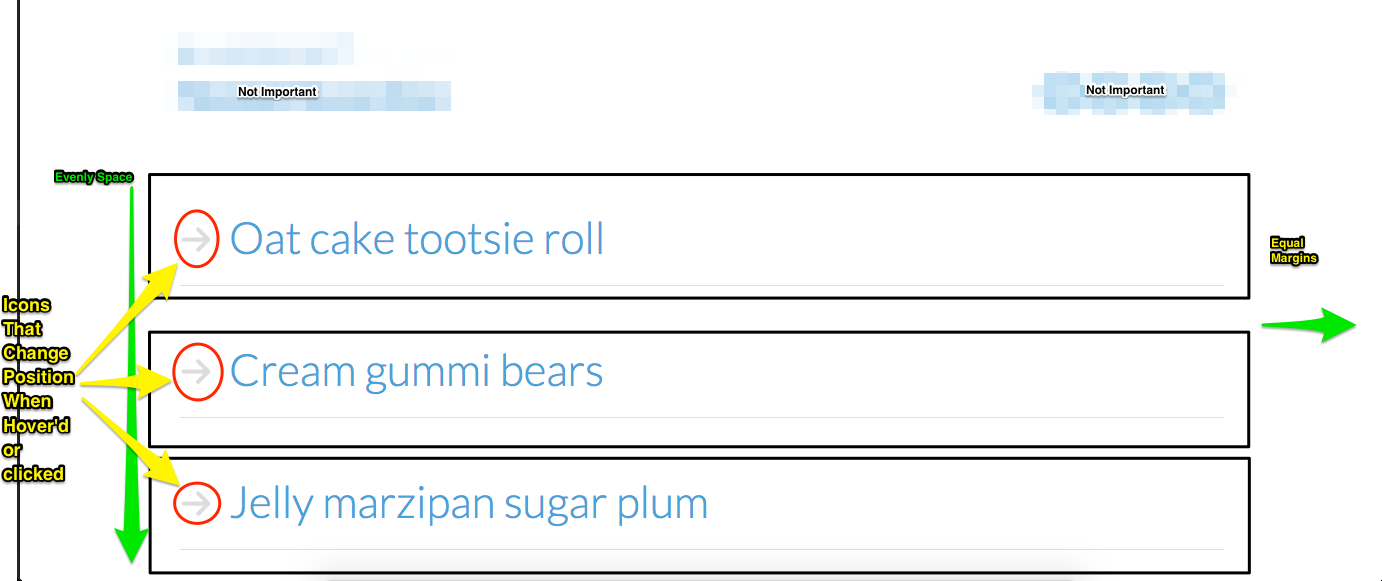 Not Important
Not Important
Evenly Space
Oat cake tootsie roll
Equal
Margins
Icons
That
Change
Position
When
Hover'd
or
clicked
Cream gummi bears
Jelly marzipan sugar plum